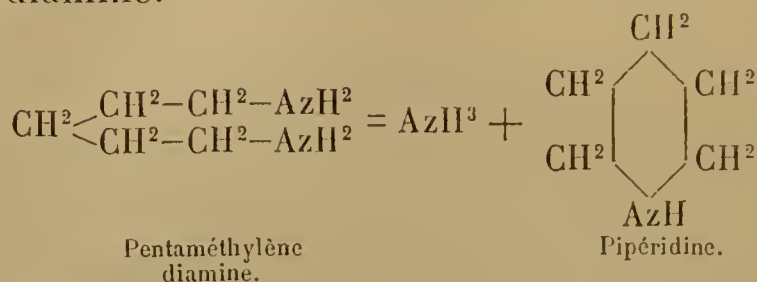 diamine.
CH²
CH² CH²–CH²–AzH² CH²–CH²–AzH² = AzH³ + CH² CH²
CH² CH²
AzH
Pentaméthylène Pipéridine.
diamine.